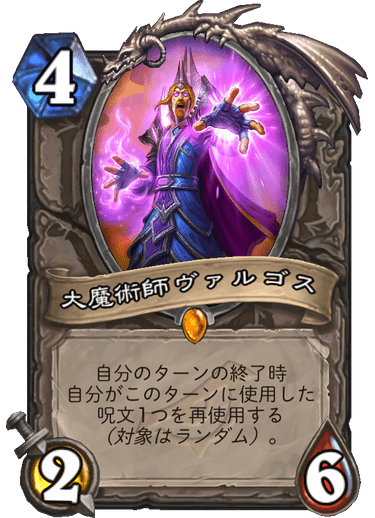 4
大魔術師ヴァルゴス
自分のターンの終了時
自分がこのターンに使用した
呪文1つを再使用する
（対象はランダム）。
2
6